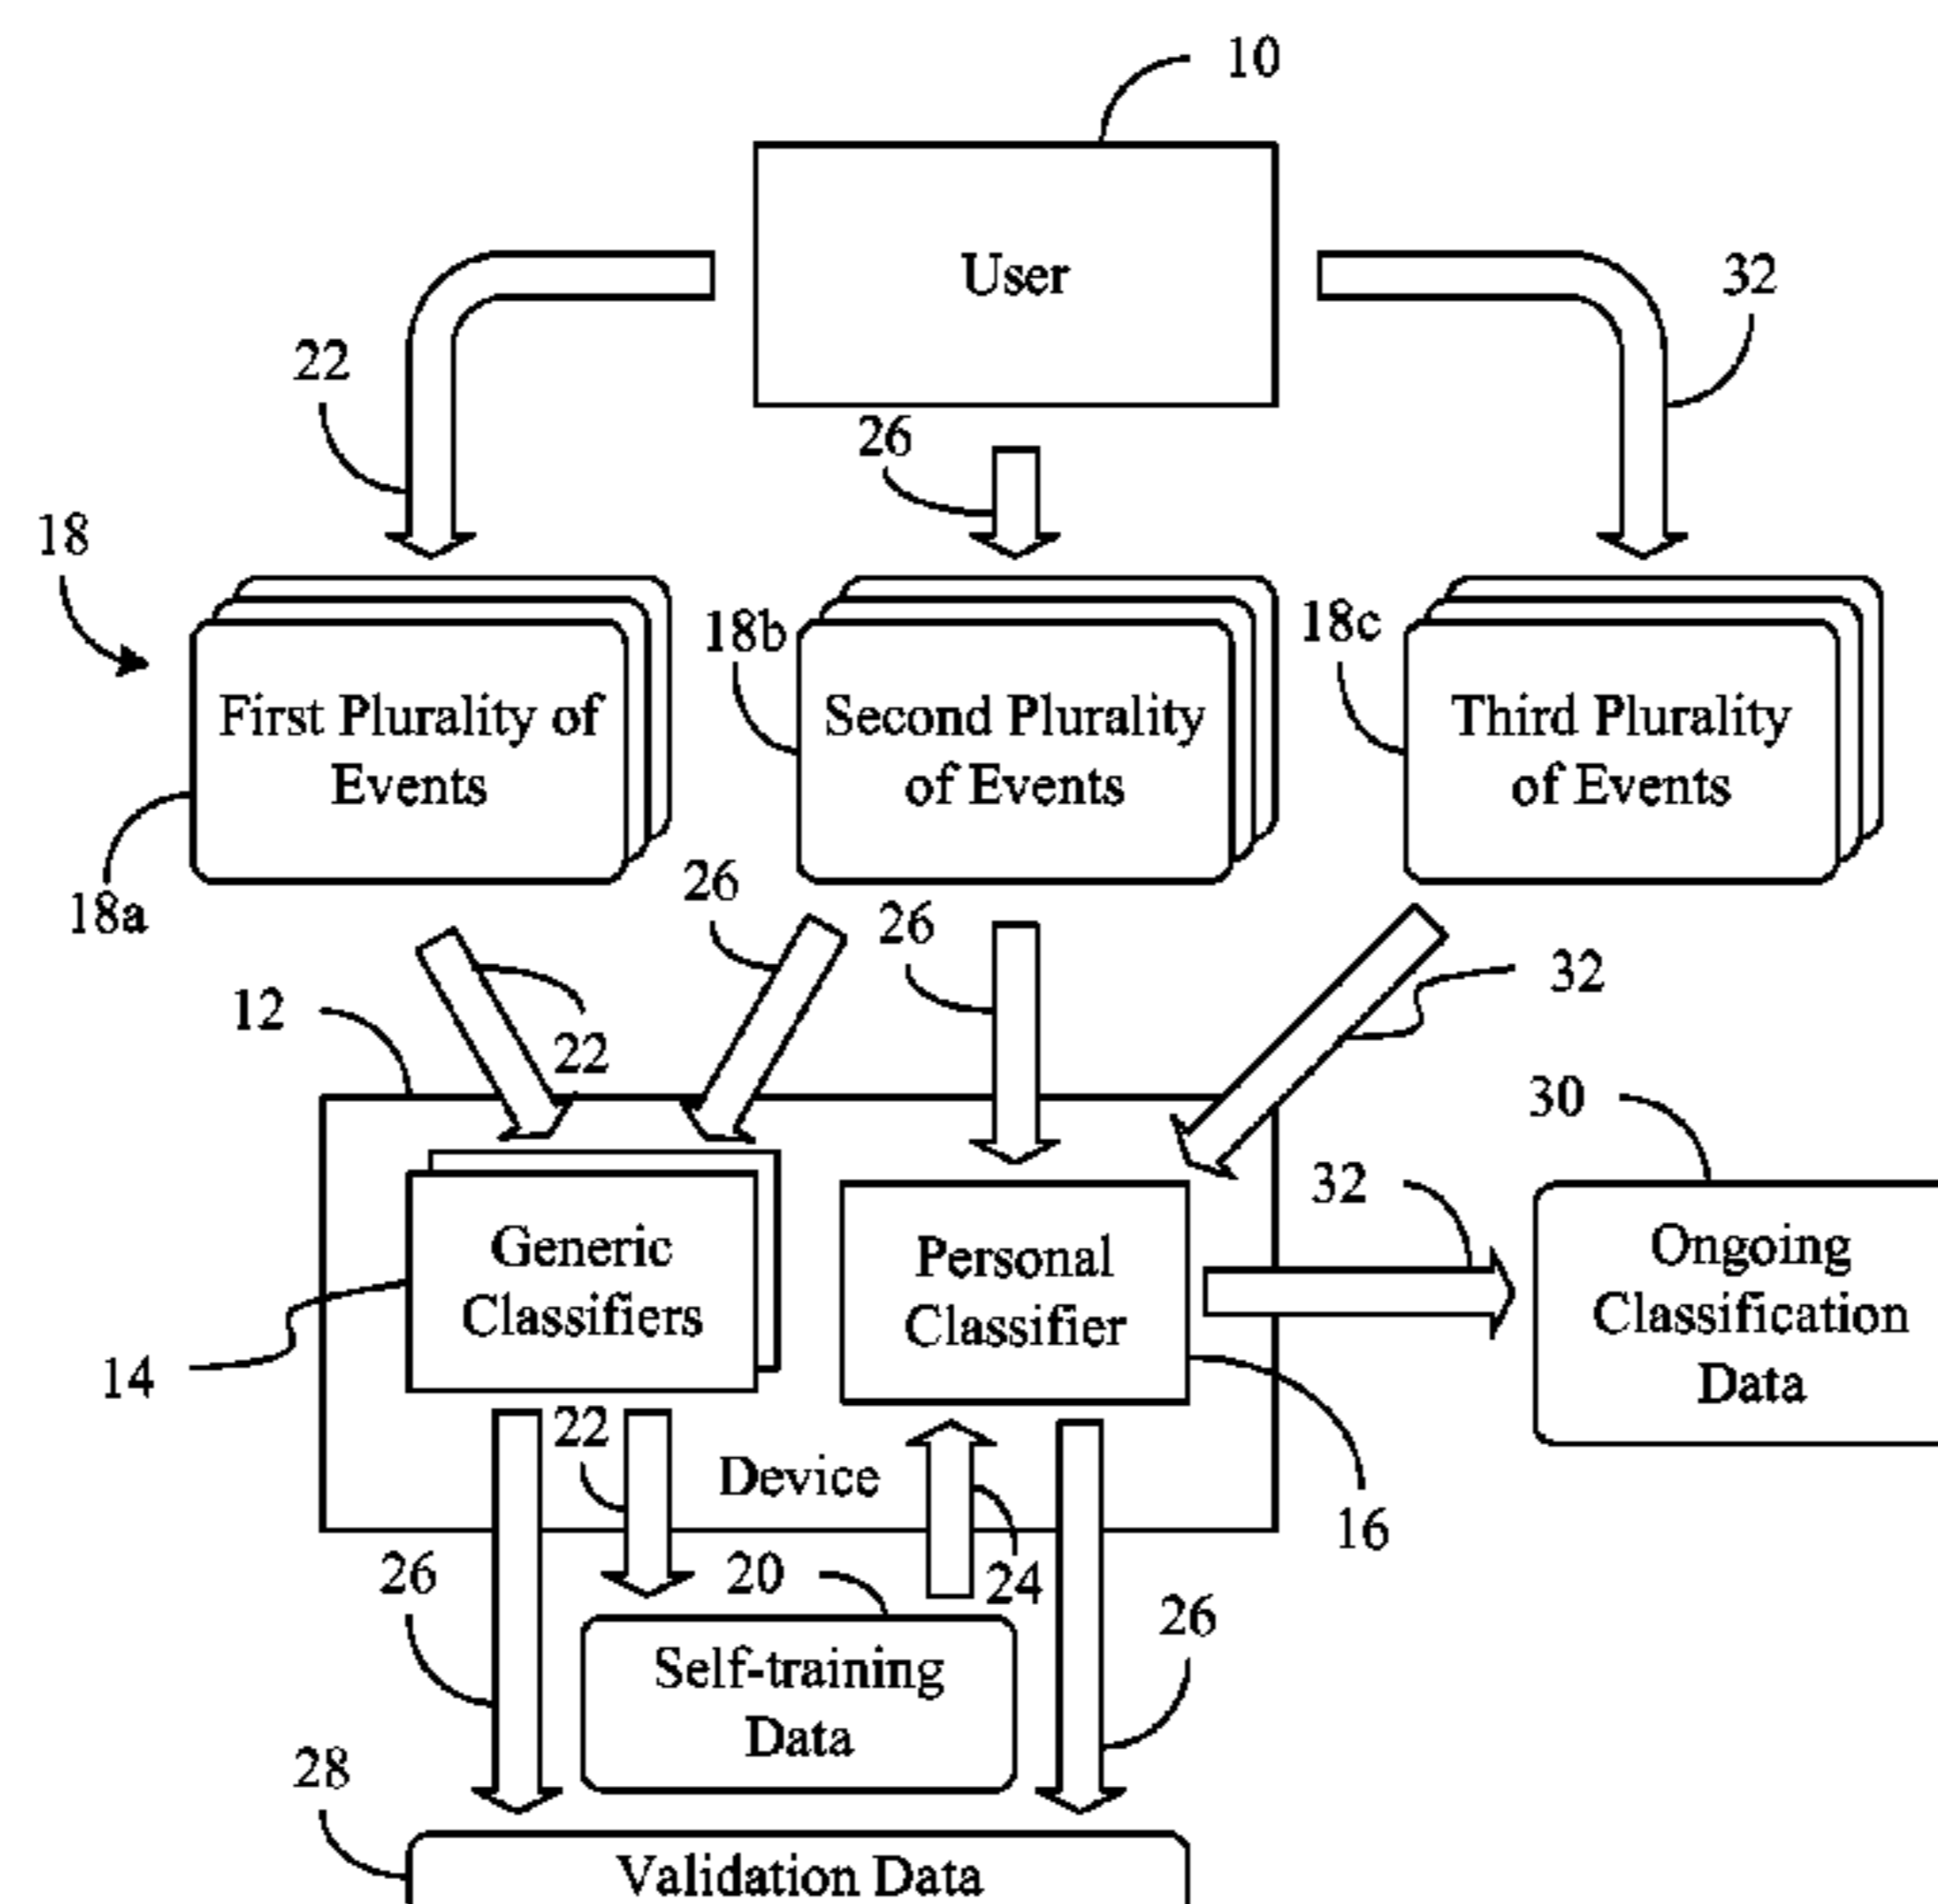 10
User
32
22
26
18
18b
18c
First Plurality of
Events
Second Plurality
of Events
Third Plurality
of Events
18a
26
26
32
12
22
30
32
Generic
Classifiers
Personal
Classifier
Ongoing
Classification
Data
14
22
Device
16
26
20
24
26
Self-training
Data
28
Validation Data